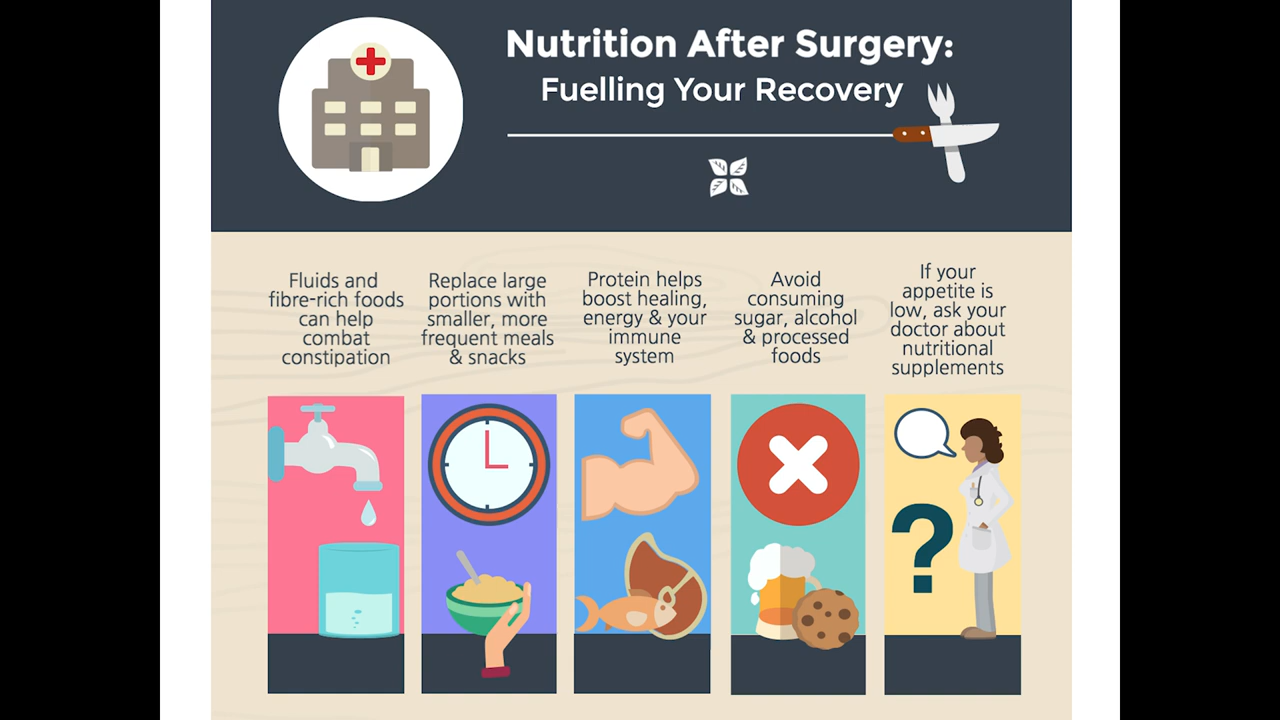 Nutrition After Surgery:
Fuelling Your Recovery
Fluids and
fibre-rich foods
can help
combat
constipation
Replace large
portions with
smaller, more
frequent meals
& snacks
Protein helps
boost healing,
energy & your
immune
system
Avoid
consuming
sugar, alcohol
& processed
foods
If your
appetite is
low, ask your
doctor about
nutritional
supplements
?